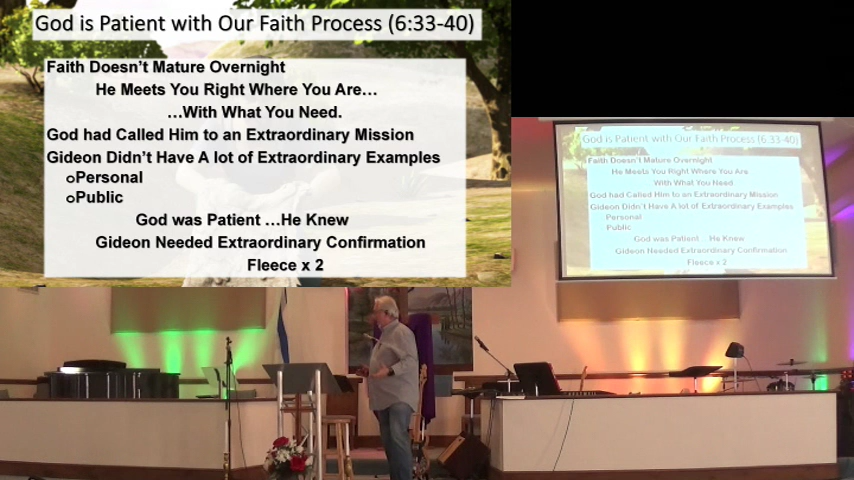 God is Patient with Our Faith Process (6:33-40)
Faith Doesn't Mature Overnight
He Meets You Right Where You Are…
…With What You Need.
God had Called Him to an Extraordinary Mission
Gideon Didn't Have A lot of Extraordinary Examples
oPersonal
oPublic
God was Patient …He Knew
Gideon Needed Extraordinary Confirmation
Fleece x 2
God is Patient with Our Faith Process (6:33-40)
Faith Doesn't Mature Overnight
He Meets You Right Where You Are
With What You Need
God had Called Him to an Extraordinary Mission
Gideon Didn't Have A lot of Extraordinary Examples
Personal
Public
God was Patient ... He Knew
Gideon Needed Extraordinary Confirmation
Fleece x 2